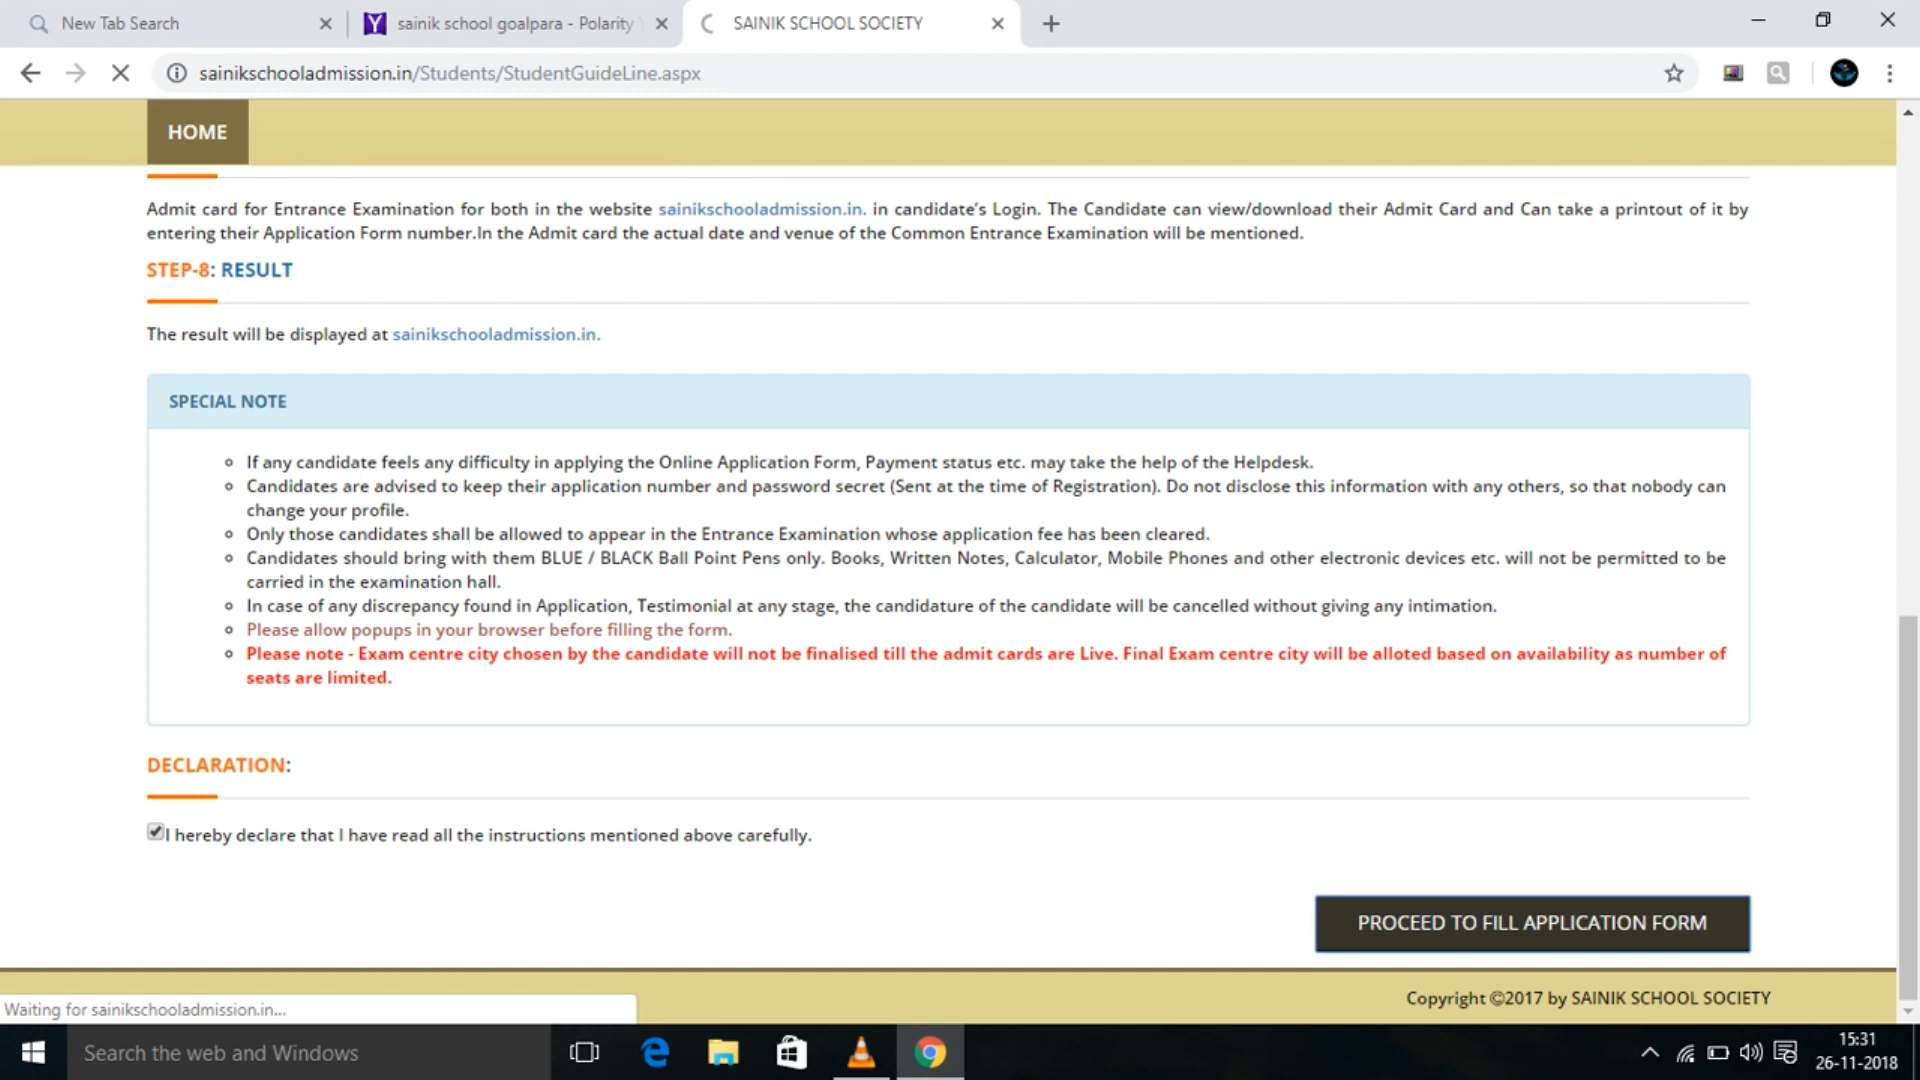 New Tab Search
sainik school goalpara - Polarity
SAINIK SCHOOL SOCIETY
sainikschooladmission.in/Students/StudentGuideLine.aspx
HOME
Admit card for Entrance Examination for both in the website sainikschooladmission.in. in candidate's Login. The Candidate can view/download their Admit Card and Can take a printout of it by
entering their Application Form number.In the Admit card the actual date and venue of the Common Entrance Examination will be mentioned.
STEP-8: RESULT
The result will be displayed at sainikschooladmission.in.
SPECIAL NOTE
If any candidate feels any difficulty in applying the Online Application Form, Payment status etc. may take the help of the Helpdesk.
Candidates are advised to keep their application number and password secret (Sent at the time of Registration). Do not disclose this information with any others, so that nobody can
change your profile.
Only those candidates shall be allowed to appear in the Entrance Examination whose application fee has been cleared.
Candidates should bring with them BLUE / BLACK Ball Point Pens only. Books, Written Notes, Calculator, Mobile Phones and other electronic devices etc. will not be permitted to be
carried in the examination hall.
In case of any discrepancy found in Application, Testimonial at any stage, the candidature of the candidate will be cancelled without giving any intimation.
Please allow popups in your browser before filling the form.
Please note - Exam centre city chosen by the candidate will not be finalised till the admit cards are Live. Final Exam centre city will be alloted based on availability as number of
seats are limited.
DECLARATION:
I hereby declare that I have read all the instructions mentioned above carefully.
PROCEED TO FILL APPLICATION FORM
Copyright ©2017 by SAINIK SCHOOL SOCIETY
Waiting for sainikschooladmission.in...
Search the web and Windows
15:31
26-11-2018